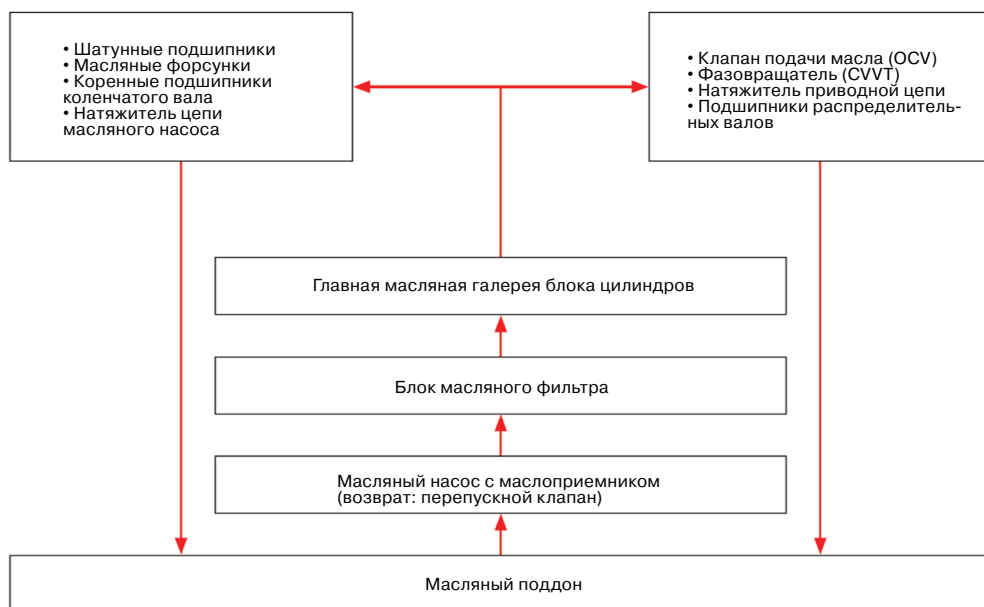 • Шатунные подшипники
• Масляные форсунки
• Коренные подшипники
коленчатого вала
• Натяжитель цепи
масляного насоса
• Клапан подачи масла (OCV)
• Фазовращатель (CVVT)
• Натяжитель приводной цепи
• Подшипники распределитель-
ных валов
Главная масляная галерея блока цилиндров
Блок масляного фильтра
Масляный насос с маслоприемником
(возврат: перепускной клапан)
Масляный поддон